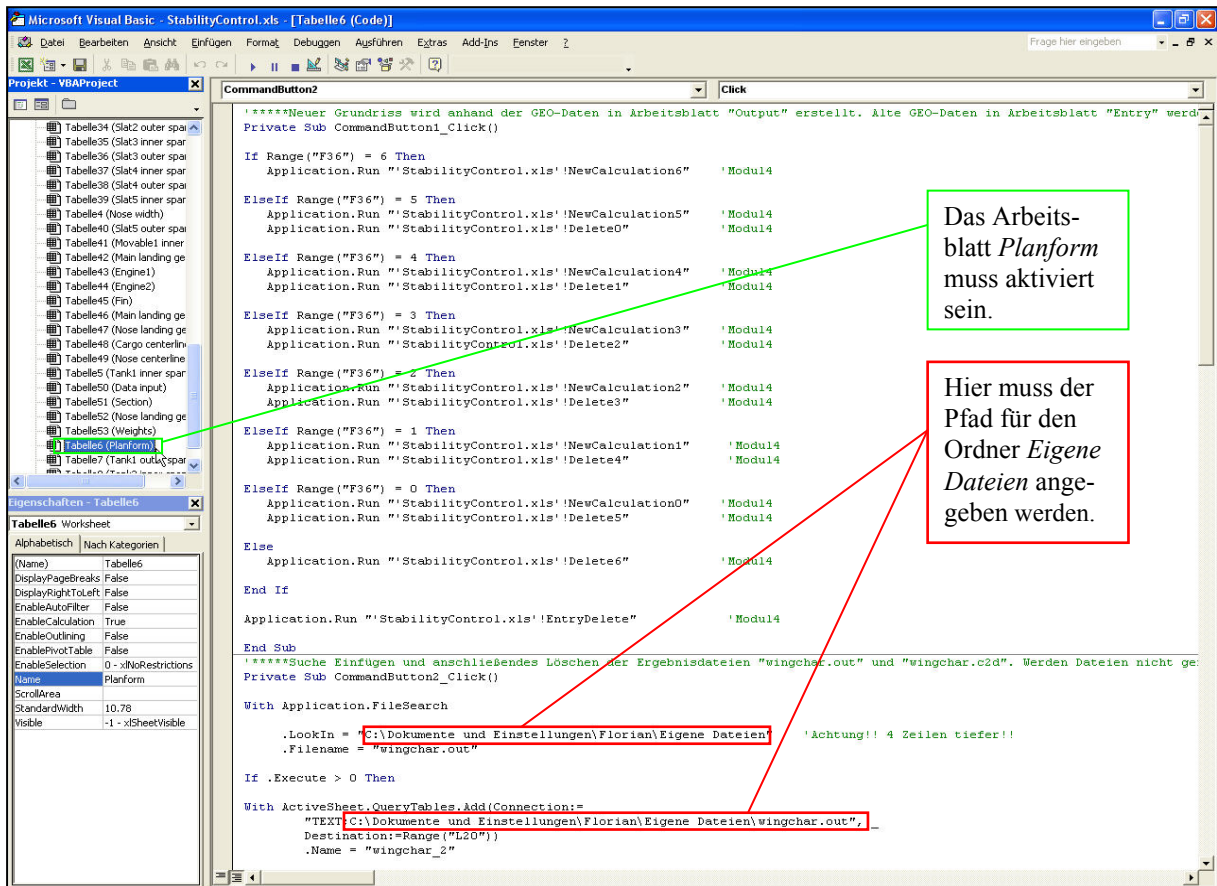 Microsoft Visual Basic - StabilityControl.xls - [Tabelle6 (Code)]
Datei Bearbeiten Ansicht Einfügen Format Debuggen Ausführen Extras Add-Ins Fenster ?
Frage hier eingeben
Projekt - VBAProject
Tabelle34 (Slat2 outer spar
Tabelle35 (Slat3 inner spar
Tabelle36 (Slat3 outer spar
Tabelle37 (Slat4 inner spar
Tabelle38 (Slat4 outer spar
Tabelle39 (Slat5 inner spar
Tabelle4 (Nose width)
Tabelle40 (Slat5 outer spar
Tabelle41 (Movable1 inner
Tabelle42 (Main landing ge
Tabelle43 (Engine1)
Tabelle44 (Engine2)
Tabelle45 (Fin)
Tabelle46 (Main landing ge
Tabelle47 (Nose landing ge
Tabelle48 (Cargo centerline
Tabelle49 (Nose centerline
Tabelle5 (Tank1 inner spar
Tabelle50 (Data input)
Tabelle51 (Section)
Tabelle52 (Nose landing ge
Tabelle53 (Weights)
Tabelle6 (Planform)
Tabelle7 (Tank1 outer spar
Eigenschaften - Tabelle6
Tabelle6 Worksheet
Alphabetisch Nach Kategorien
(Name) Tabelle6
DisplayPageBreaks False
DisplayRightToLeft False
EnableAutoFilter False
EnableCalculation True
EnableOutlining False
EnablePivotTable False
EnableSelection 0 - xlNoRestrictions
Name Planform
ScrollArea
StandardWidth 10.78
Visible -1 - xlSheetVisible
CommandButton2 Click
'*****Neuer Grundriss wird anhand der GEO-Daten in Arbeitsblatt "Output" erstellt. Alte GEO-Daten in Arbeitsblatt "Entry" werd
Private Sub CommandButton1_Click()
If Range("F36") = 6 Then
Application.Run "'StabilityControl.xls'!NewCalculation6" 'Modul4
ElseIf Range("F36") = 5 Then
Application.Run "'StabilityControl.xls'!NewCalculation5" 'Modul4
Application.Run "'StabilityControl.xls'!Delete0" 'Modul4
ElseIf Range("F36") = 4 Then
Application.Run "'StabilityControl.xls'!NewCalculation4" 'Modul4
Application.Run "'StabilityControl.xls'!Delete1" 'Modul4
ElseIf Range("F36") = 3 Then
Application.Run "'StabilityControl.xls'!NewCalculation3" 'Modul4
Application.Run "'StabilityControl.xls'!Delete2" 'Modul4
ElseIf Range("F36") = 2 Then
Application.Run "'StabilityControl.xls'!NewCalculation2" 'Modul4
Application.Run "'StabilityControl.xls'!Delete3" 'Modul4
ElseIf Range("F36") = 1 Then
Application.Run "'StabilityControl.xls'!NewCalculation1" 'Modul4
Application.Run "'StabilityControl.xls'!Delete4" 'Modul4
ElseIf Range("F36") = 0 Then
Application.Run "'StabilityControl.xls'!NewCalculation0" 'Modul4
Application.Run "'StabilityControl.xls'!Delete5" 'Modul4
Else
Application.Run "'StabilityControl.xls'!Delete6" 'Modul4
End If
Application.Run "'StabilityControl.xls'!EntryDelete" 'Modul4
End Sub
'*****Suche Einfügen und anschließendes Löschen der Ergebnisdateien "wingchar.out" und "wingchar.c2d". Werden Dateien nicht ge
Private Sub CommandButton2_Click()
With Application.FileSearch
.LookIn = "C:\Dokumente und Einstellungen\Florian\Eigene Dateien" 'Achtung!! 4 Zeilen tiefer!!
.Filename = "wingchar.out"
If .Execute > 0 Then
With ActiveSheet.QueryTables.Add(Connection:=
"TEXT;C:\Dokumente und Einstellungen\Florian\Eigene Dateien\wingchar.out", _
Destination:=Range("L20"))
.Name = "wingchar_2"
Das Arbeits-
blatt Planform
muss aktiviert
sein.
Hier muss der
Pfad für den
Ordner Eigene
Dateien ange-
geben werden.